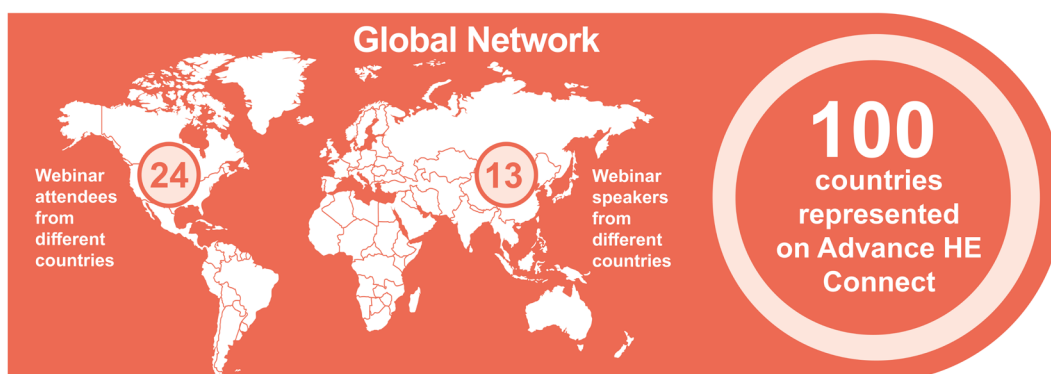 Global Network
24
Webinar
attendees
from
different
countries
13
Webinar
speakers
from
different
countries
100
countries
represented
on Advance HE
Connect